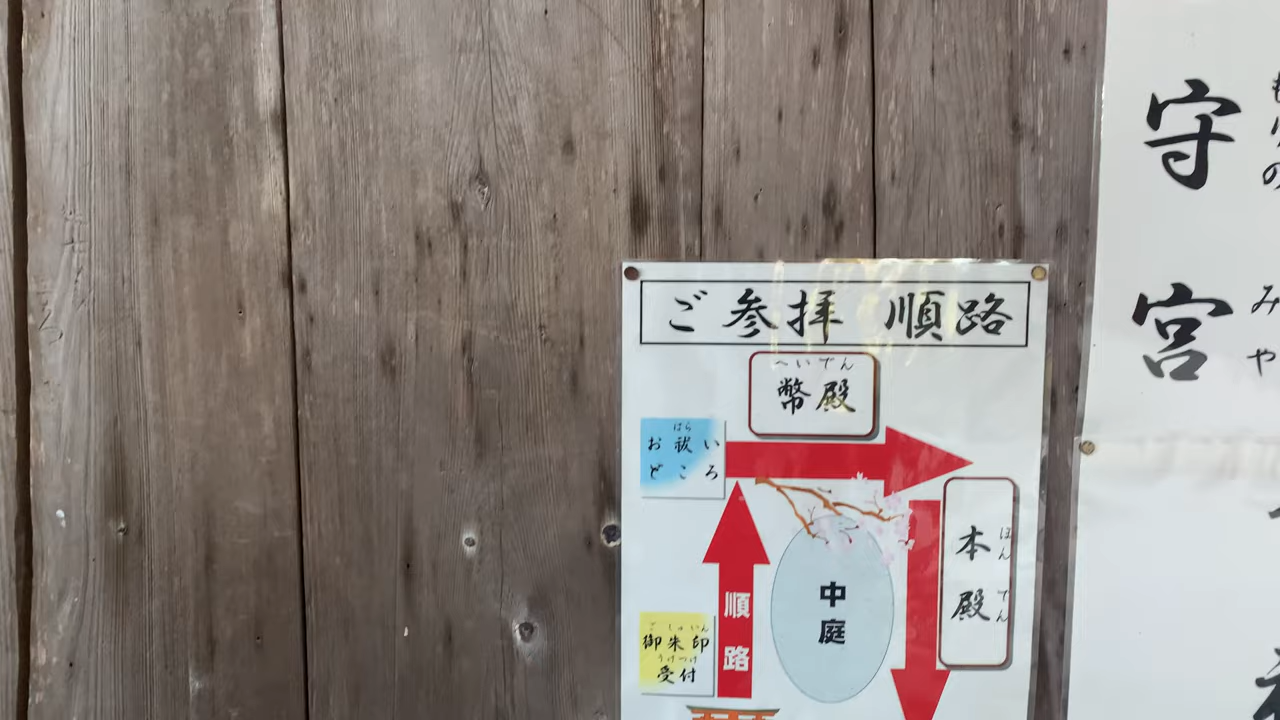 ご参拝 順路
へいでん
幣殿
はら
お祓い
どころ
本殿
ほんでん
中庭
順路
ごしゅいん
御朱印
うけつけ
受付
守宮
みや